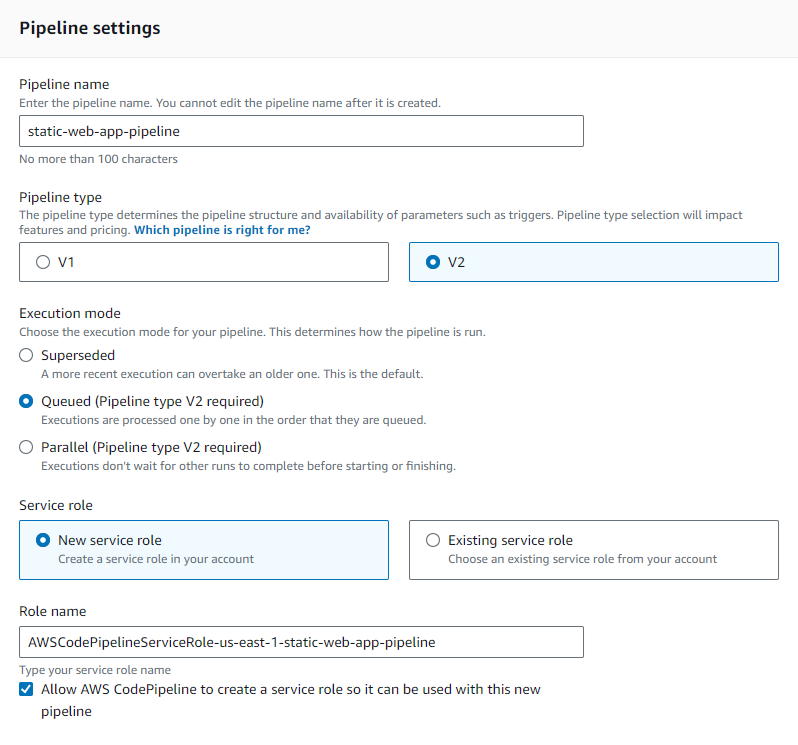 Pipeline settings
Pipeline name
Enter the pipeline name. You cannot edit the pipeline name after it is created.
static-web-app-pipeline
No more than 100 characters
Pipeline type
The pipeline type determines the pipeline structure and availability of parameters such as triggers. Pipeline type selection will impact
features and pricing. Which pipeline is right for me?
V1
V2
Execution mode
Choose the execution mode for your pipeline. This determines how the pipeline is run.
Superseded
A more recent execution can overtake an older one. This is the default.
Queued (Pipeline type V2 required)
Executions are processed one by one in the order that they are queued.
Parallel (Pipeline type V2 required)
Executions don't wait for other runs to complete before starting or finishing.
Service role
New service role
Create a service role in your account
Existing service role
Choose an existing service role from your account
Role name
AWSCodePipelineServiceRole-us-east-1-static-web-app-pipeline
Type your service role name
Allow AWS CodePipeline to create a service role so it can be used with this new
pipeline